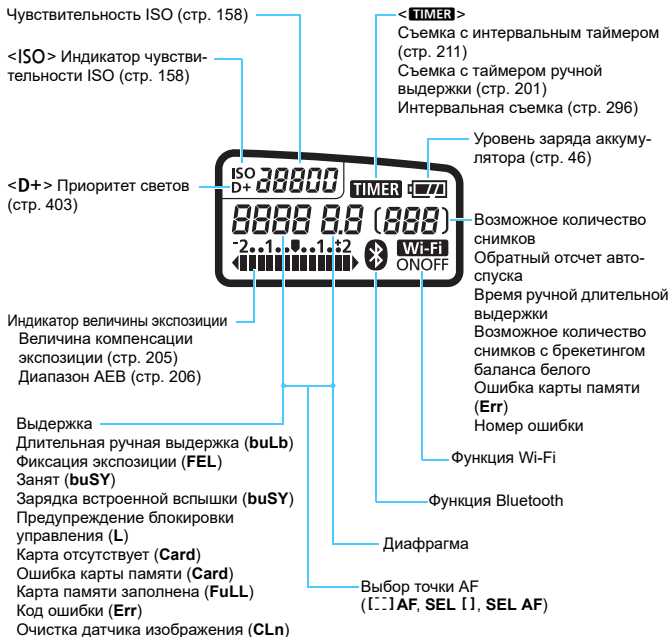 Чувствительность ISO (стр. 158)
<ISO> Индикатор чувстви-
тельности ISO (стр. 158)
<D+> Приоритет светов
(стр. 403)
<TIMER>
Съемка с интервальным таймером
(стр. 211)
Съемка с таймером ручной
выдержки (стр. 201)
Интервальная съемка (стр. 296)
Уровень заряда аккуму-
лятора (стр. 46)
ISO
D+ 38800 TIMER
8888 8.8 (888)
-2..1..0..1..+2 Wi-Fi
ONOFF
Возможное количество
снимков
Обратный отсчет авто-
спуска
Время ручной длительной
выдержки
Возможное количество
снимков с брекетингом
баланса белого
Ошибка карты памяти
(Err)
Номер ошибки
Индикатор величины экспозиции
Величина компенсации
экспозиции (стр. 205)
Диапазон AEB (стр. 206)
Выдержка
Длительная ручная выдержка (buLb)
Фиксация экспозиции (FEL)
Занят (buSY)
Зарядка встроенной вспышки (buSY)
Предупреждение блокировки
управления (L)
Карта отсутствует (Card)
Ошибка карты памяти (Card)
Карта памяти заполнена (FuLL)
Код ошибки (Err)
Очистка датчика изображения (CLn)
Функция Wi-Fi
Функция Bluetooth
Диафрагма
Выбор точки AF
([ ] AF, SEL [ ], SEL AF)